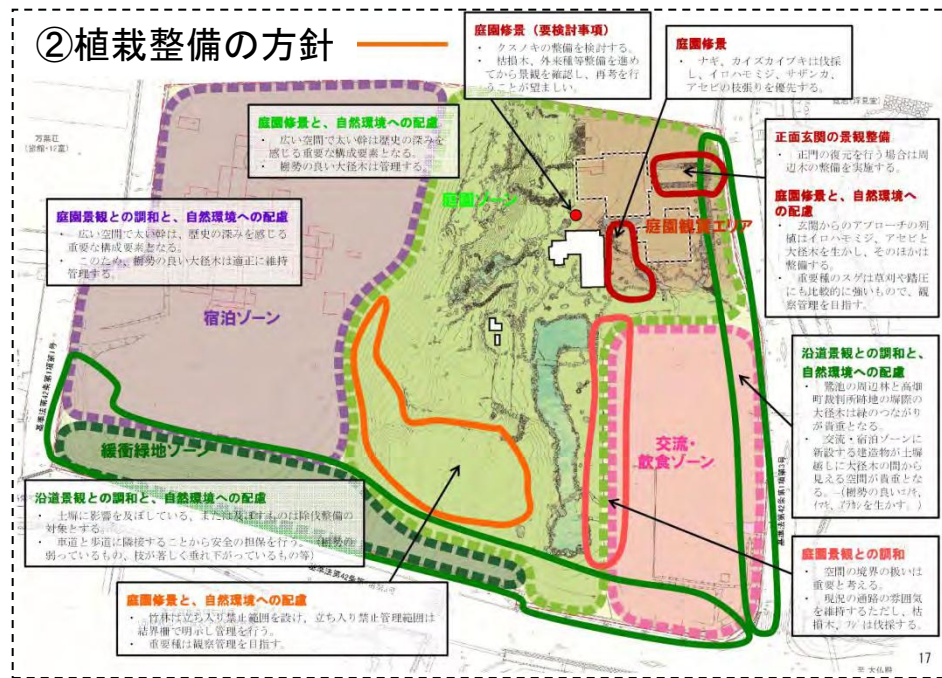 ②植栽整備の方針
庭園修景（要検討事項）
・ クスノキの整備を検討する。
・ 枯損木、外来種等整備を進め
てから景観を確認し、再考を行
うことが望ましい。
庭園修景
・ ナギ、カイズカイブキは伐採
し、イロハモミジ、サザンカ、
アセビの枝張りを優先する。
庭園修景と、自然環境への配慮
・ 広い空間で太い幹は歴史の深みを
感じる重要な構成要素となる。
・ 樹勢の良い大径木は管理する。
正面玄関の景観整備
・ 正門の復元を行う場合は周
辺木の整備を実施する。
庭園修景と、自然環境へ
の配慮
・ 玄関からのアプローチの列
植はイロハモミジ、アセビと
大径木を生かし、そのほかは
整備する。
・ 重要種のスゲは草刈や踏圧
にも比較的に強いもので、観
察管理を目指す。
万葉荘
庭園ゾーン
庭園観賞エリア
庭園景観との調和と、自然環境への配慮
・ 広い空間で太い幹は、歴史の深みを感じる
重要な構成要素となる。
・ このため、樹勢の良い大径木は適正に維持
管理する。
宿泊ゾーン
沿道景観との調和と、
自然環境への配慮
・ 鷺池の周辺林と高畑
町裁判所跡地の塀際の
大径木は緑のつながり
が貴重となる。
・ 交流・宿泊ゾーンに
新設する建造物が土塀
越しに大径木の間から
見える空間が貴重とな
る。
基準法第42条第1項第1号
緩衝緑地ゾーン
交流・
飲食ゾーン
基準法第42条第1項第3号
沿道景観との調和と、自然環境への配慮
・ 土塀に影響を及ぼしている、または及ぼすものは除伐整備の
対象とする。
・ 車道と歩道に隣接することから安全の担保を行う。（樹勢の
弱っているもの、枝が著しく垂れ下がっているもの等）
庭園景観との調和
・ 空間の境界の扱いは
重要と考える。
・ 現況の通路の雰囲気
を維持するただし、枯
損木、は伐採する。
庭園修景と、自然環境への配慮
・ 竹林は立ち入り禁止範囲を設け、立ち入り禁止管理範囲は
結界柵で明示し管理を行う。
・ 重要種は観察管理を目指す。
17